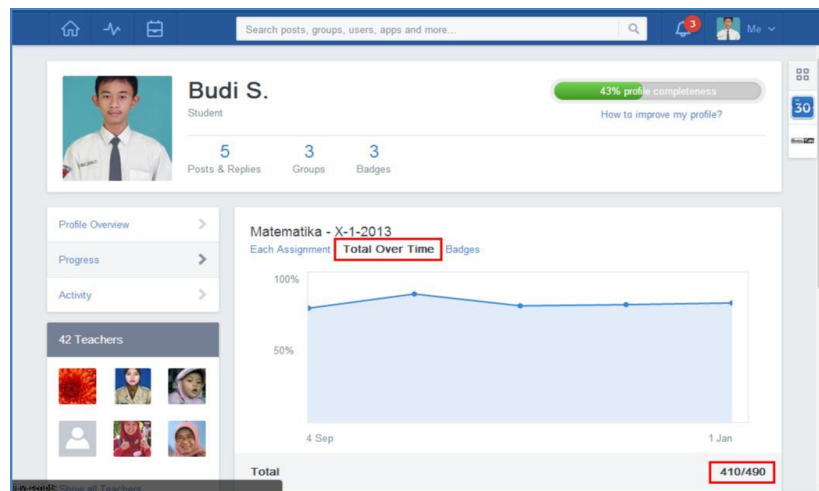 Search posts, groups, users, apps and more...
3
Me
Budi S.
Student
43% profile completeness
How to improve my profile?
5 3 3
Posts & Replies Groups Badges
30
Profile Overview
Progress
Activity
42 Teachers
Show all Teachers
Matematika - X-1-2013
Each Assignment Total Over Time Badges
100%
50%
4 Sep 1 Jan
Total 410/490